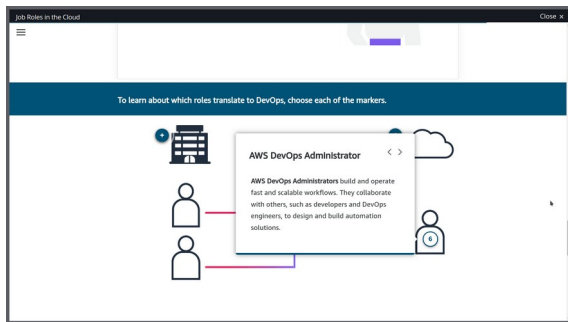 Job Roles in the Cloud
Close ×
To learn about which roles translate to DevOps, choose each of the markers.
+
AWS DevOps Administrator
< >
AWS DevOps Administrators build and operate
fast and scalable workflows. They collaborate
with others, such as developers and DevOps
engineers, to design and build automation
solutions.
6